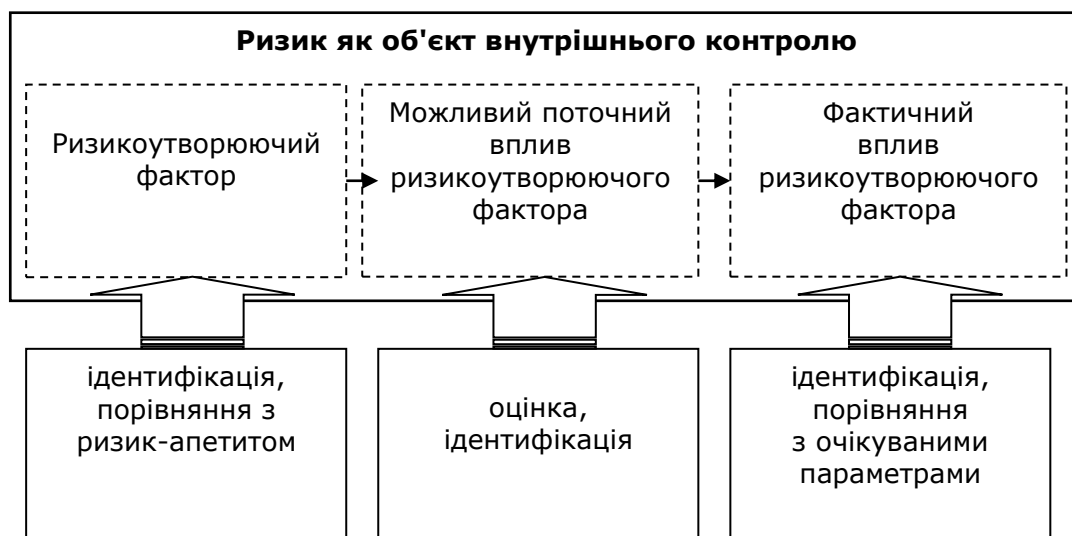 Ризик як об'єкт внутрішнього контролю
Ризикоутворюючий
фактор
Можливий поточний
вплив
ризикоутворюючого
фактора
Фактичний
вплив
ризикоутворюючого
фактора
ідентифікація,
порівняння з
ризик-апетитом
оцінка,
ідентифікація
ідентифікація,
порівняння
з очікуваними
параметрами